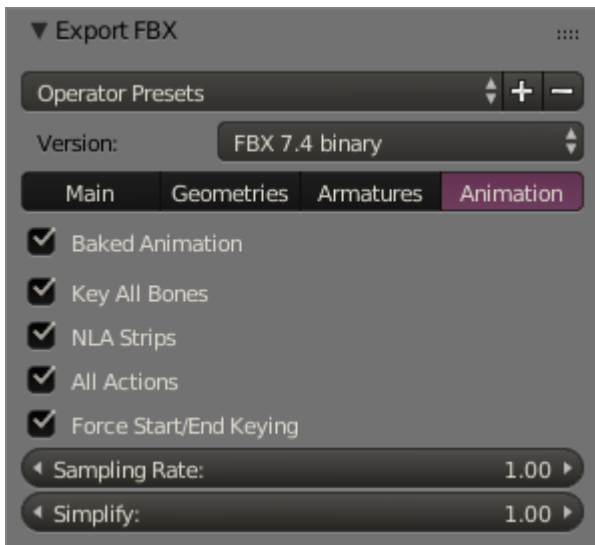 Export FBX
Operator Presets
Version: FBX 7.4 binary
Main Geometries Armatures Animation
Baked Animation
Key All Bones
NLA Strips
All Actions
Force Start/End Keying
Sampling Rate: 1.00
Simplify: 1.00